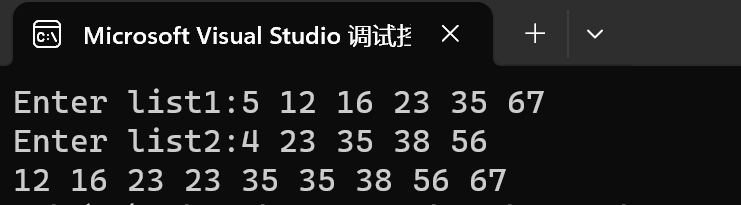 Microsoft Visual Studio 调试
Enter list1:5 12 16 23 35 67
Enter list2:4 23 35 38 56
12 16 23 23 35 35 38 56 67